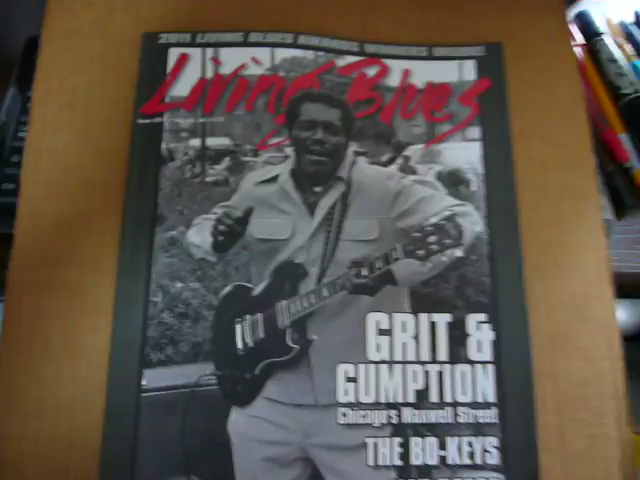 2011 LIVING BLUES AWARDS WINNERS INSIDE!
Living Blues
GRIT &
GUMPTION
Chicago's Maxwell Street
THE BO-KEYS